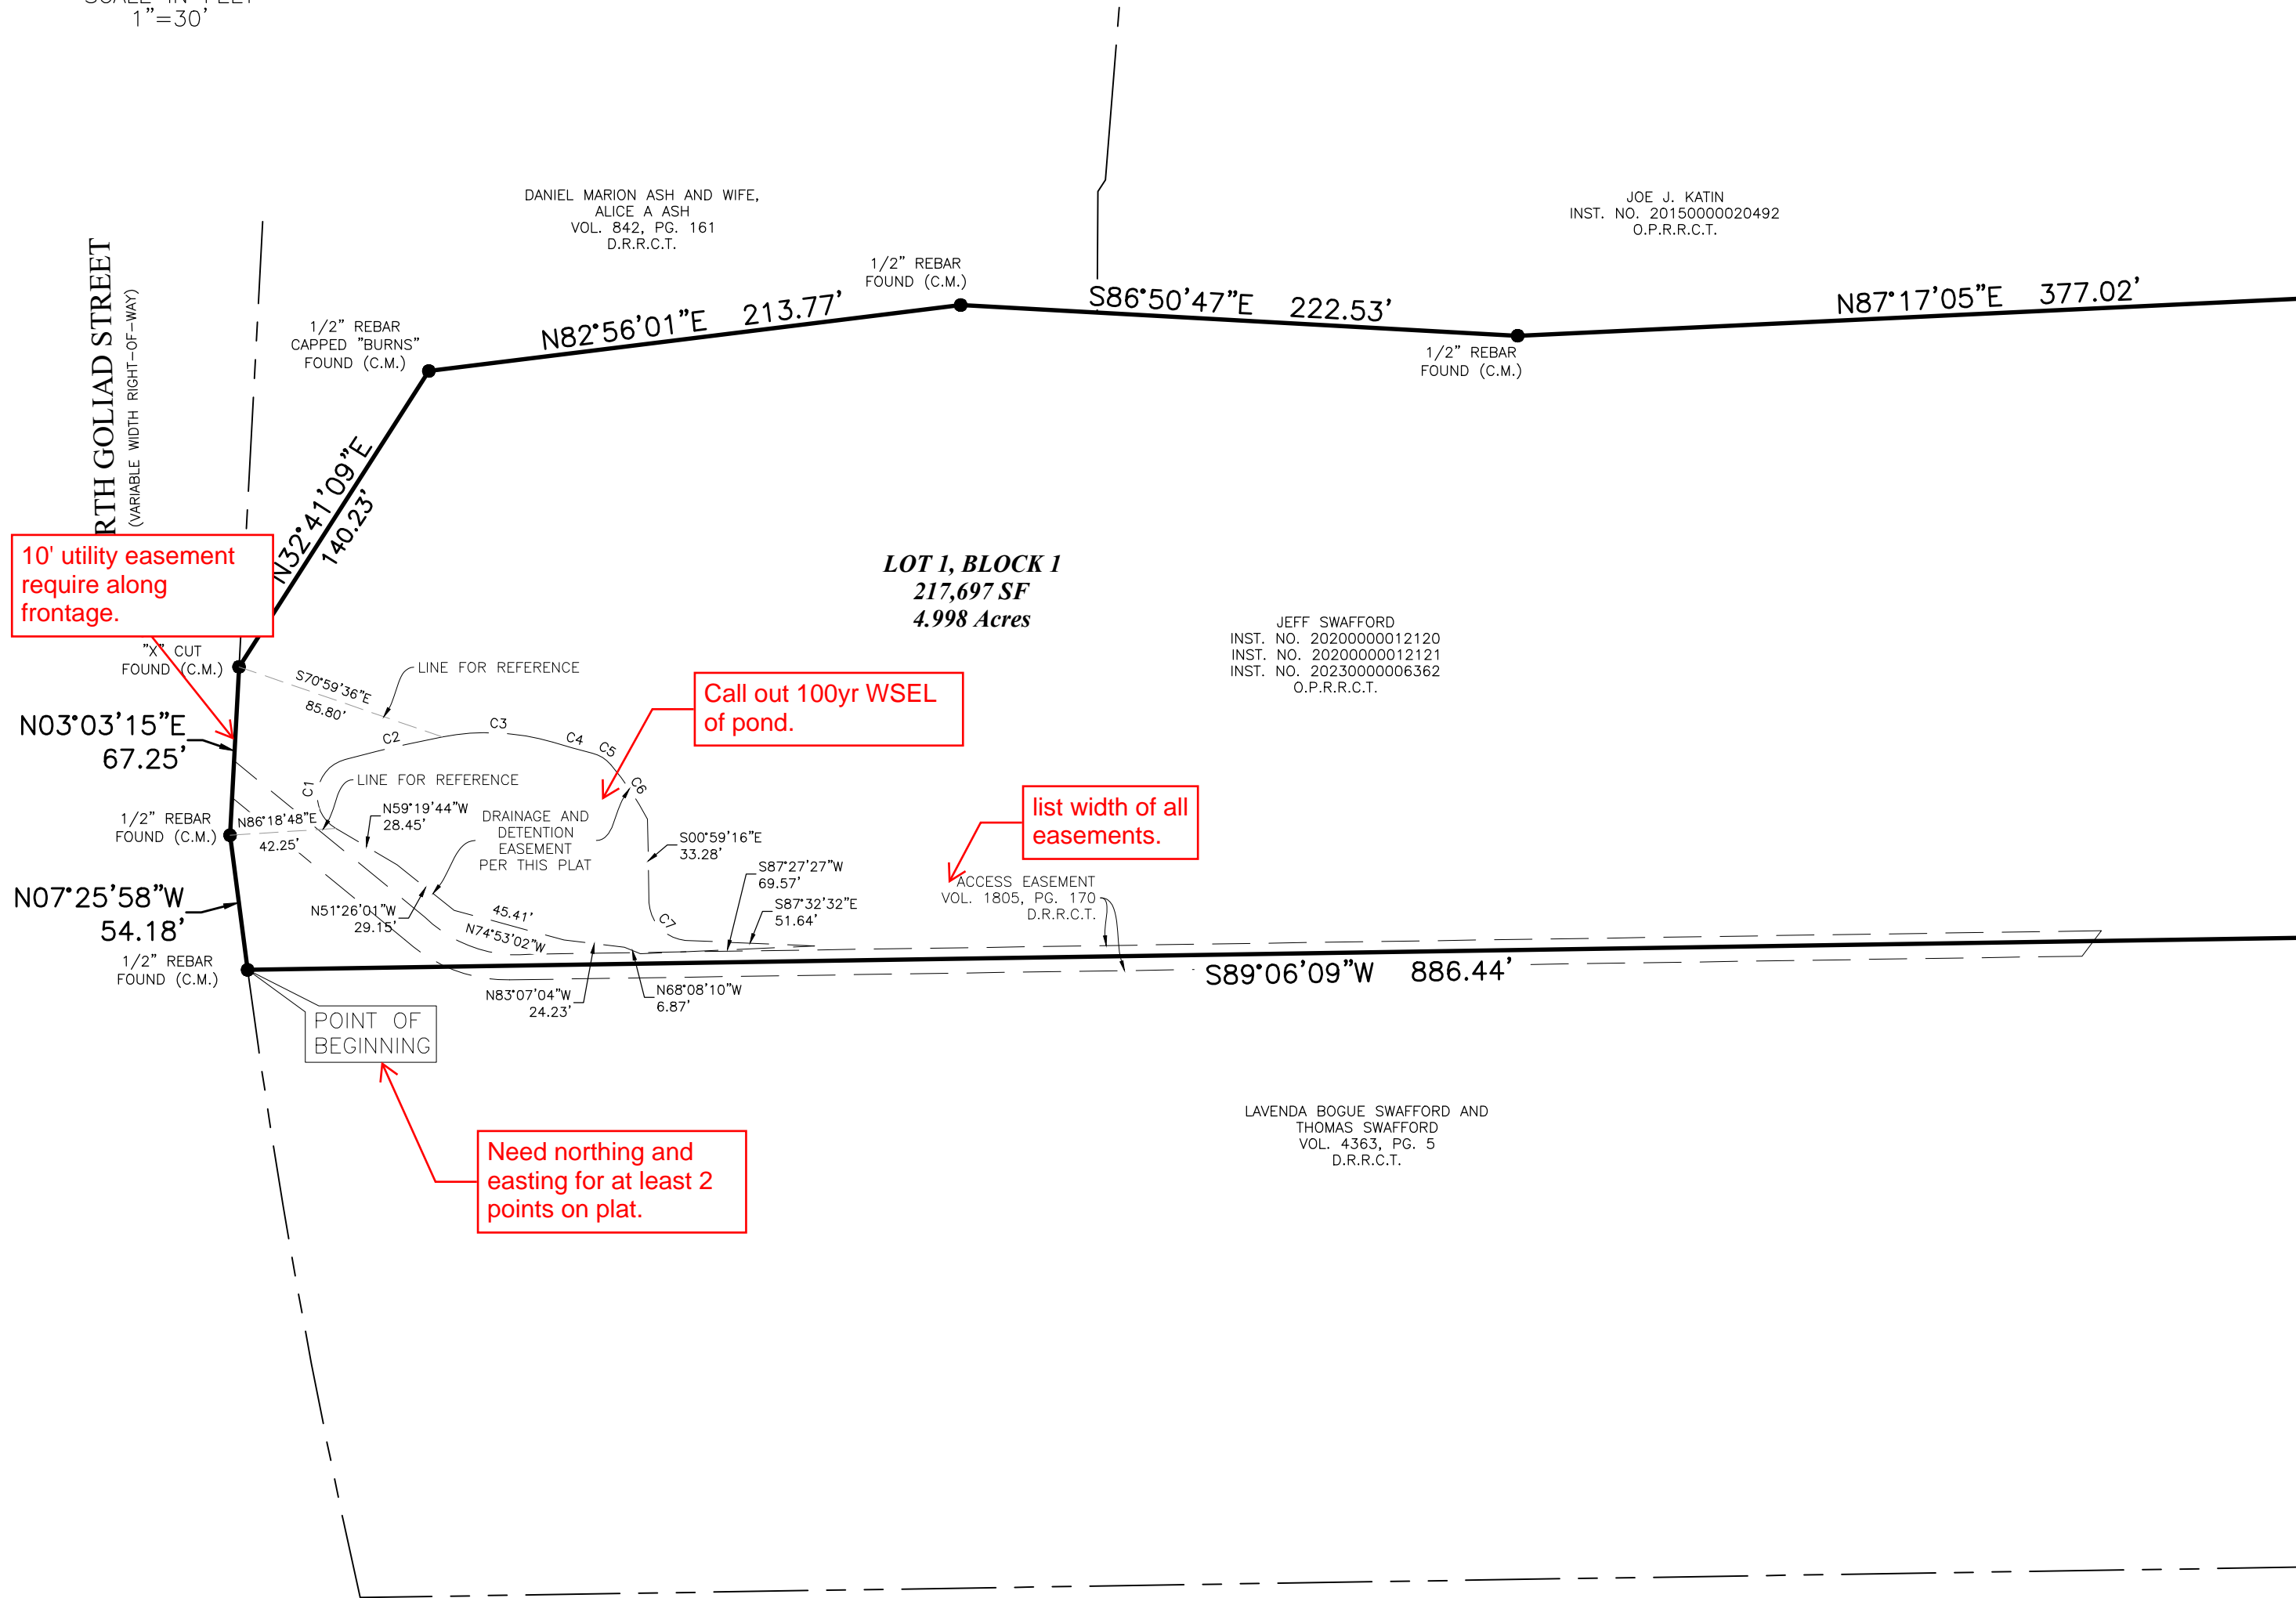 1"=30'
DANIEL MARION ASH AND WIFE,
ALICE A ASH
VOL. 842, PG. 161
D.R.R.C.T.
JOE J. KATIN
INST. NO. 20150000020492
O.P.R.R.C.T.
1/2" REBAR
FOUND (C.M.)
S86°50'47"E 222.53'
N87°17'05"E 377.02'
N82°56'01"E 213.77'
1/2" REBAR
CAPPED "BURNS"
FOUND (C.M.)
1/2" REBAR
FOUND (C.M.)
RTH GOLIAD STREET
(VARIABLE WIDTH RIGHT-OF-WAY)
N32°41'09"E
140.23'
10' utility easement
require along
frontage.
LOT 1, BLOCK 1
217,697 SF
4.998 Acres
JEFF SWAFFORD
INST. NO. 20200000012120
INST. NO. 20200000012121
INST. NO. 20230000006362
O.P.R.R.C.T.
"X" CUT
FOUND (C.M.)
S70°59'36"E
85.80'
LINE FOR REFERENCE
Call out 100yr WSEL
of pond.
N03°03'15"E
67.25'
C1
C2
C3
C4
C5
C6
C7
LINE FOR REFERENCE
N59°19'44"W
28.45'
DRAINAGE AND
DETENTION
EASEMENT
PER THIS PLAT
list width of all
easements.
1/2" REBAR
FOUND (C.M.)
N86°18'48"E
42.25'
S00°59'16"E
33.28'
S87°27'27"W
69.57'
S87°32'32"E
51.64'
ACCESS EASEMENT
VOL. 1805, PG. 170
D.R.R.C.T.
N07°25'58"W
54.18'
N51°26'01"W
29.15'
45.41'
N74°53'02"W
1/2" REBAR
FOUND (C.M.)
N83°07'04"W
24.23'
N68°08'10"W
6.87'
S89°06'09"W 886.44'
POINT OF
BEGINNING
Need northing and
easting for at least 2
points on plat.
LAVENDA BOGUE SWAFFORD AND
THOMAS SWAFFORD
VOL. 4363, PG. 5
D.R.R.C.T.